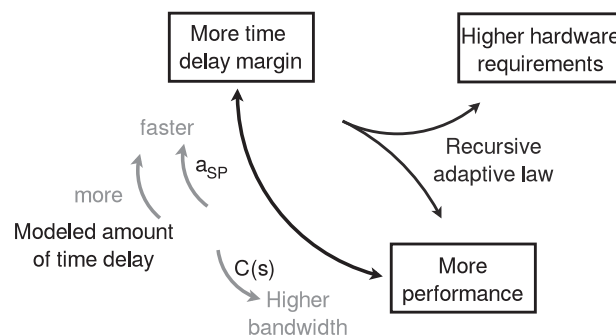 More time
delay margin
Higher hardware
requirements
faster
a_SP
Recursive
adaptive law
more
Modeled amount
of time delay
C(s)
Higher
bandwidth
More
performance